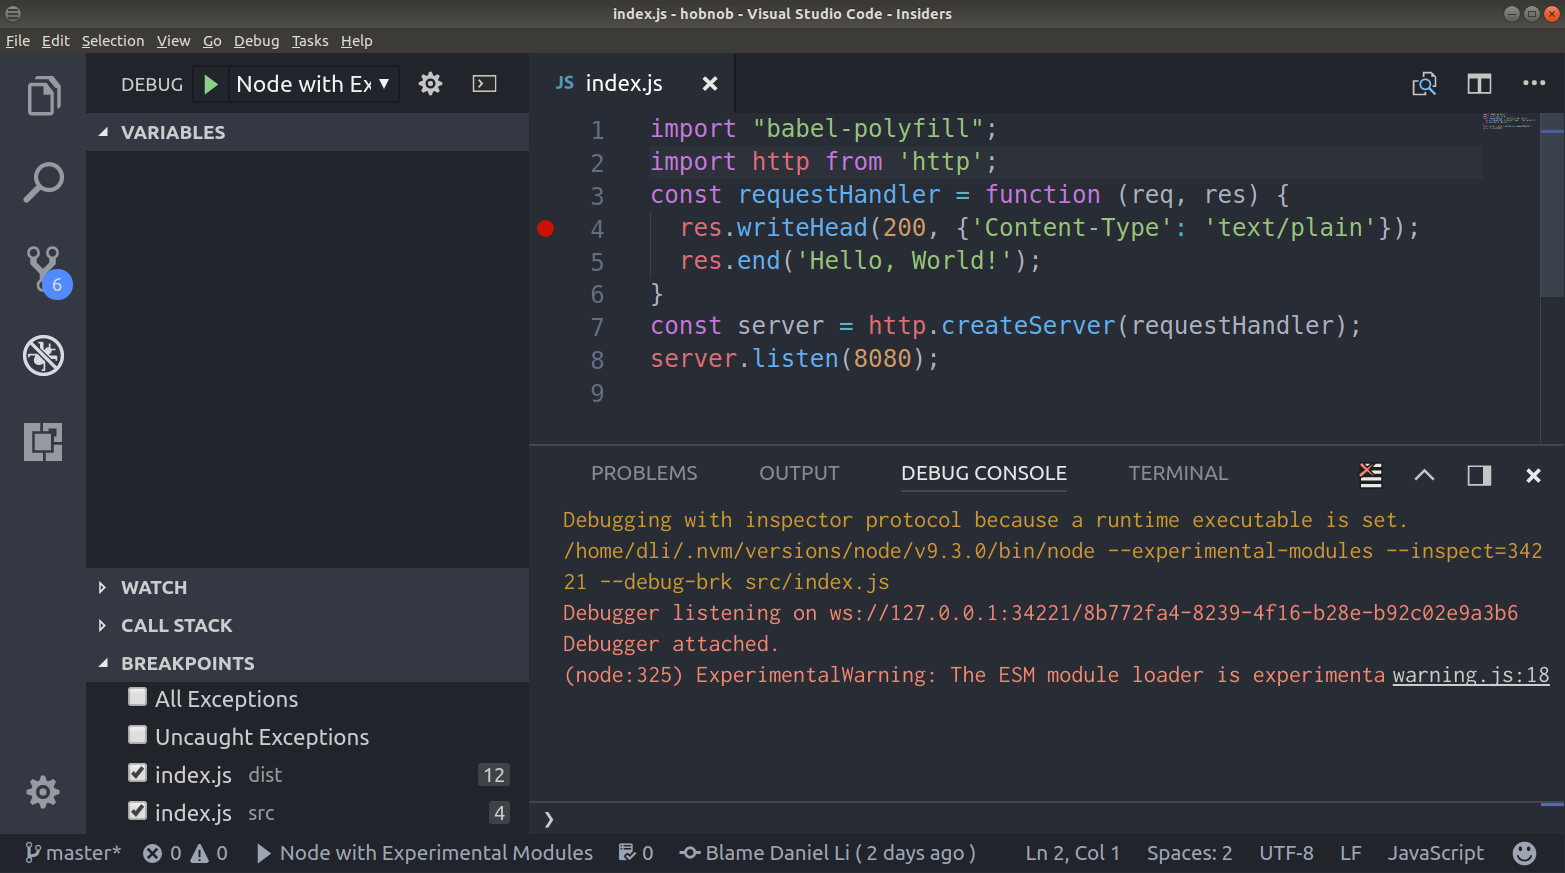 index.js - hobnob - Visual Studio Code - Insiders
File Edit Selection View Go Debug Tasks Help
DEBUG Node with Ex
JS index.js
VARIABLES
1 import "babel-polyfill";
2 import http from 'http';
3 const requestHandler = function (req, res) {
4 res.writeHead(200, {'Content-Type': 'text/plain'});
5 res.end('Hello, World!');
6 }
7 const server = http.createServer(requestHandler);
8 server.listen(8080);
9
6
PROBLEMS OUTPUT DEBUG CONSOLE TERMINAL
Debugging with inspector protocol because a runtime executable is set.
/home/dli/.nvm/versions/node/v9.3.0/bin/node --experimental-modules --inspect=342
21 --debug-brk src/index.js
Debugger listening on ws://127.0.0.1:34221/8b772fa4-8239-4f16-b28e-b92c02e9a3b6
Debugger attached.
(node:325) ExperimentalWarning: The ESM module loader is experimenta warning.js:18
WATCH
CALL STACK
BREAKPOINTS
All Exceptions
Uncaught Exceptions
index.js dist 12
index.js src 4
❯
master* 0 0 Node with Experimental Modules 0 Blame Daniel Li ( 2 days ago ) Ln 2, Col 1 Spaces: 2 UTF-8 LF JavaScript